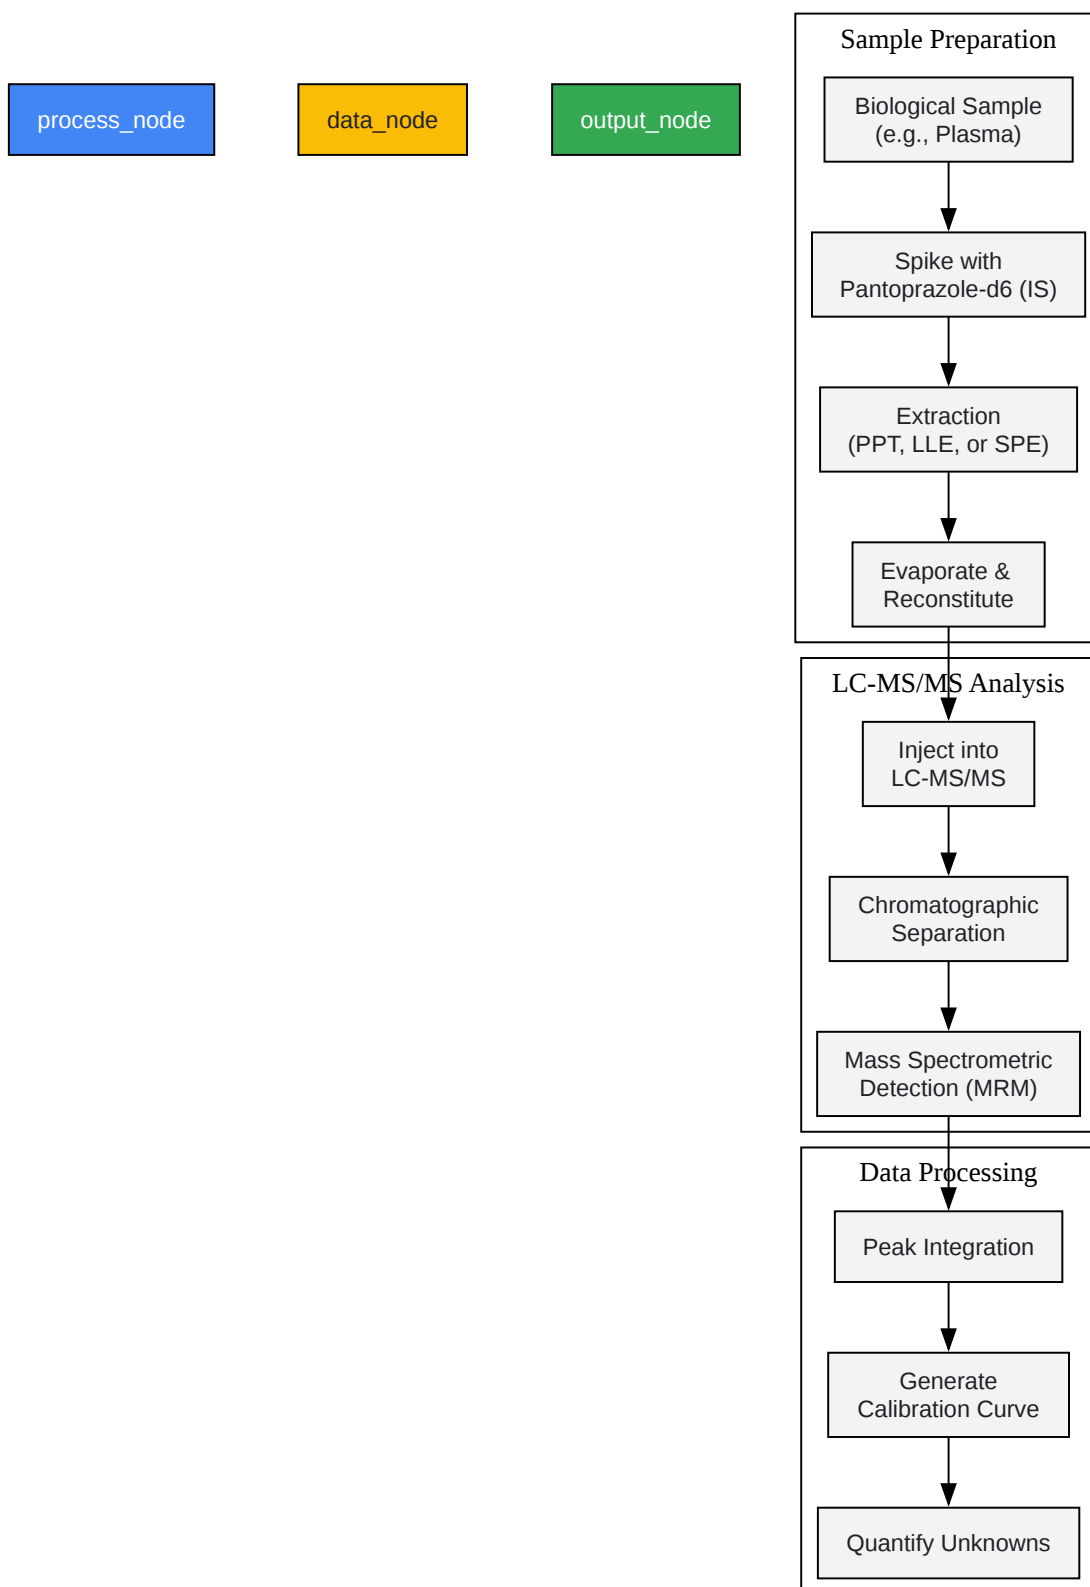 Sample Preparation
process_node
data_node
output_node
Biological Sample
(e.g., Plasma)
Spike with
Pantoprazole-d6 (IS)
Extraction
(PPT, LLE, or SPE)
Evaporate &
Reconstitute
LC-MS/MS Analysis
Inject into
LC-MS/MS
Chromatographic
Separation
Mass Spectrometric
Detection (MRM)
Data Processing
Peak Integration
Generate
Calibration Curve
Quantify Unknowns